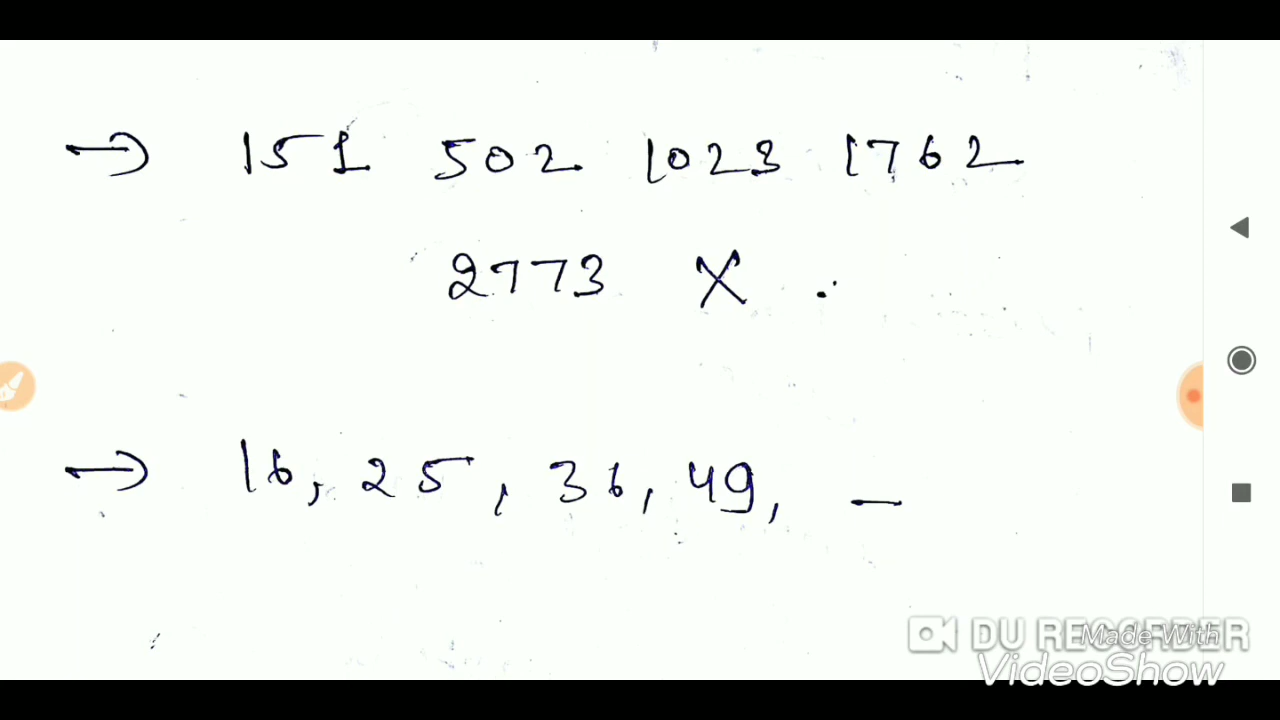 → 151 502 1023 1762
2773 X .
→ 16, 25, 36, 49, —
DU RECORDER
Made With
VideoShow